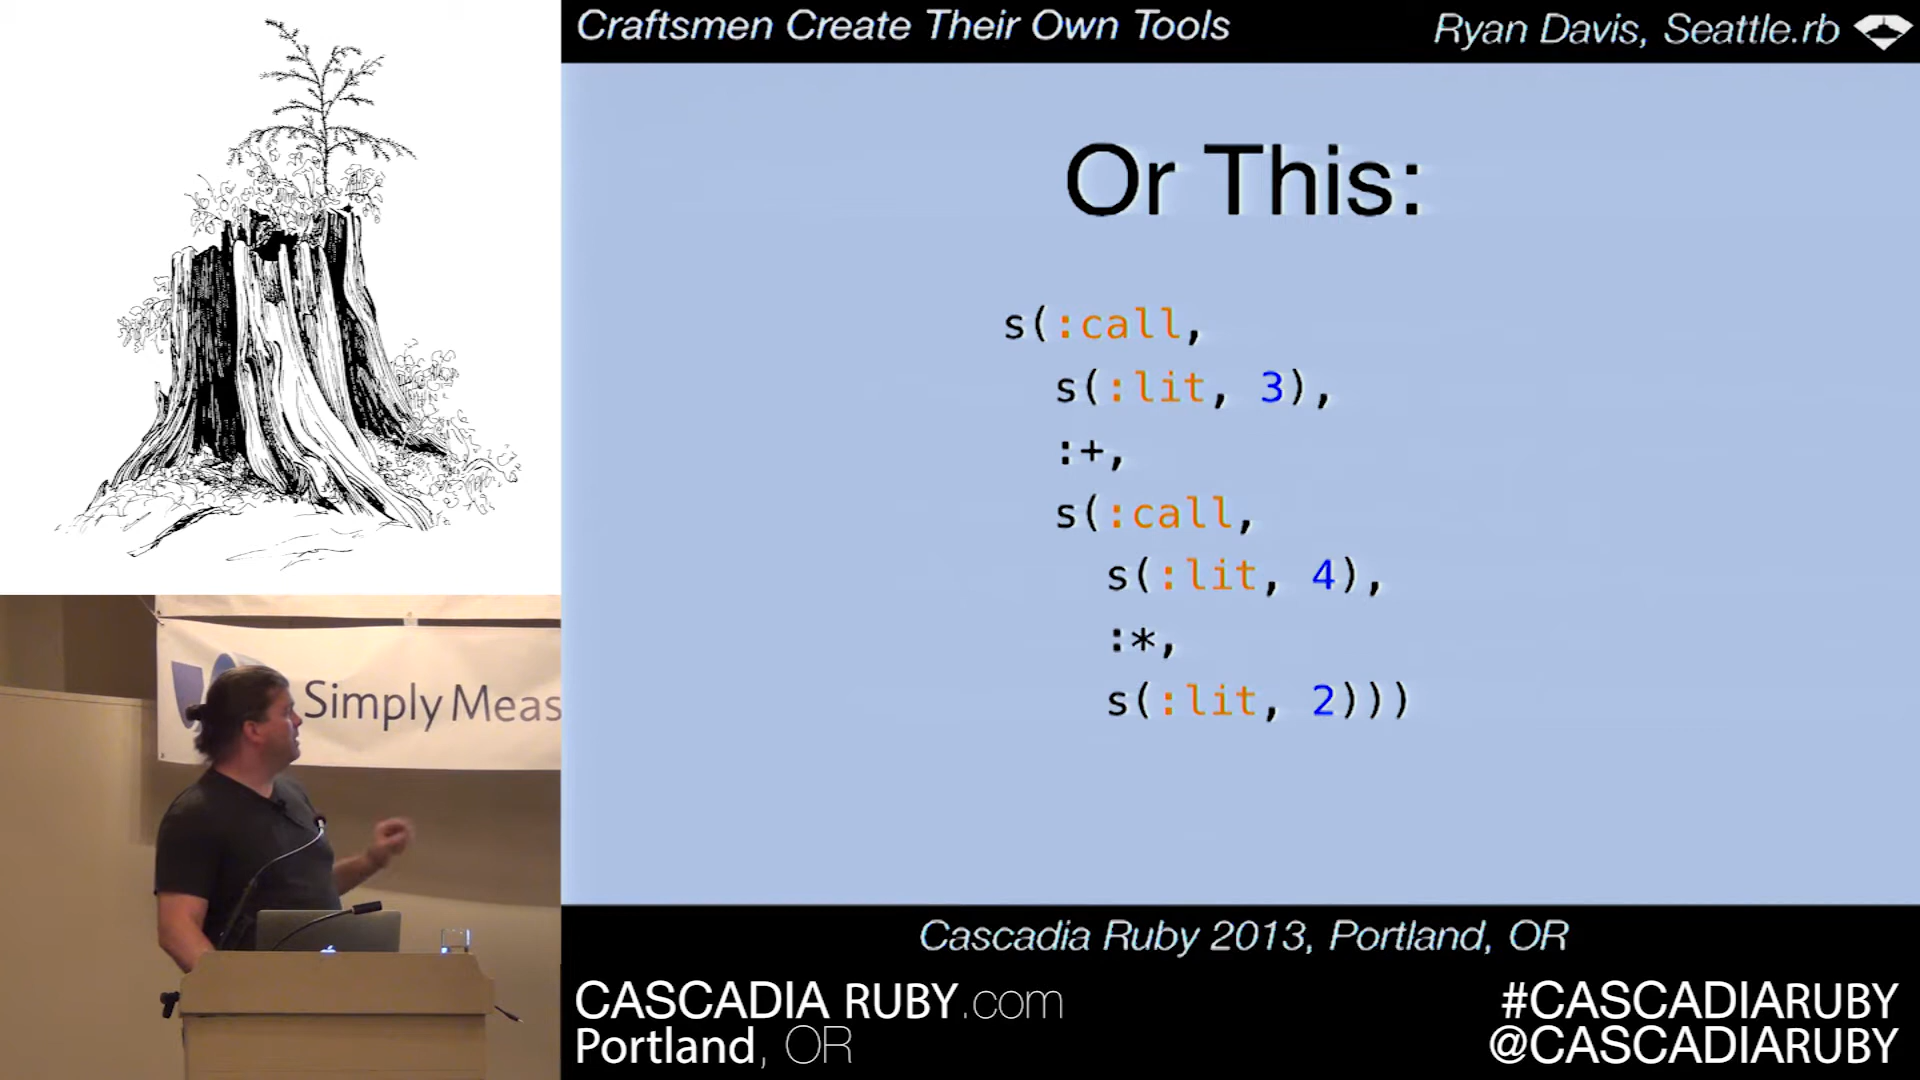 Craftsmen Create Their Own Tools
Ryan Davis, Seattle.rb
Or This:
s(:call,
s(:lit, 3),
:+,
s(:call,
s(:lit, 4),
:*,
s(:lit, 2)))
Simply Meas
Cascadia Ruby 2013, Portland, OR
CASCADIA RUBY.com
Portland, OR
#CASCADIARUBY
@CASCADIARUBY